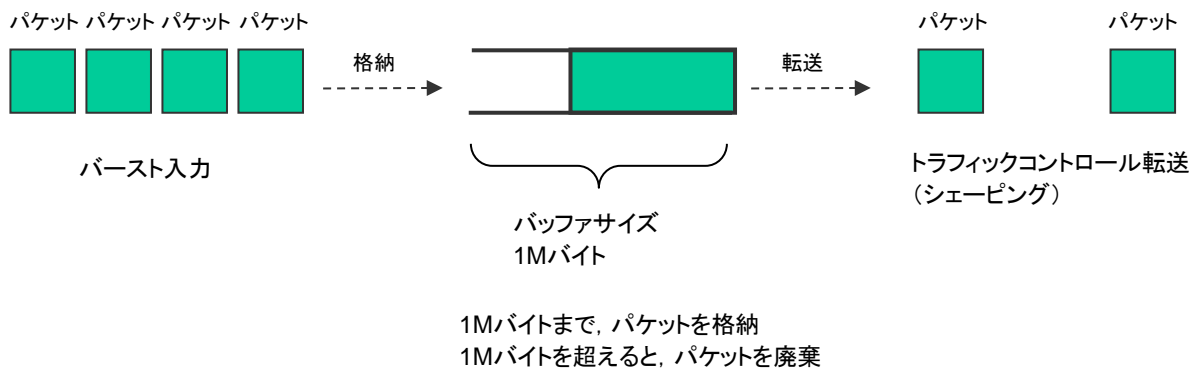 パケット パケット パケット パケット
パケット
パケット
格納
転送
バースト入力
トラフィックコントロール転送
（シェーピング）
バッファサイズ
1Mバイト
1Mバイトまで，パケットを格納
1Mバイトを超えると，パケットを廃棄